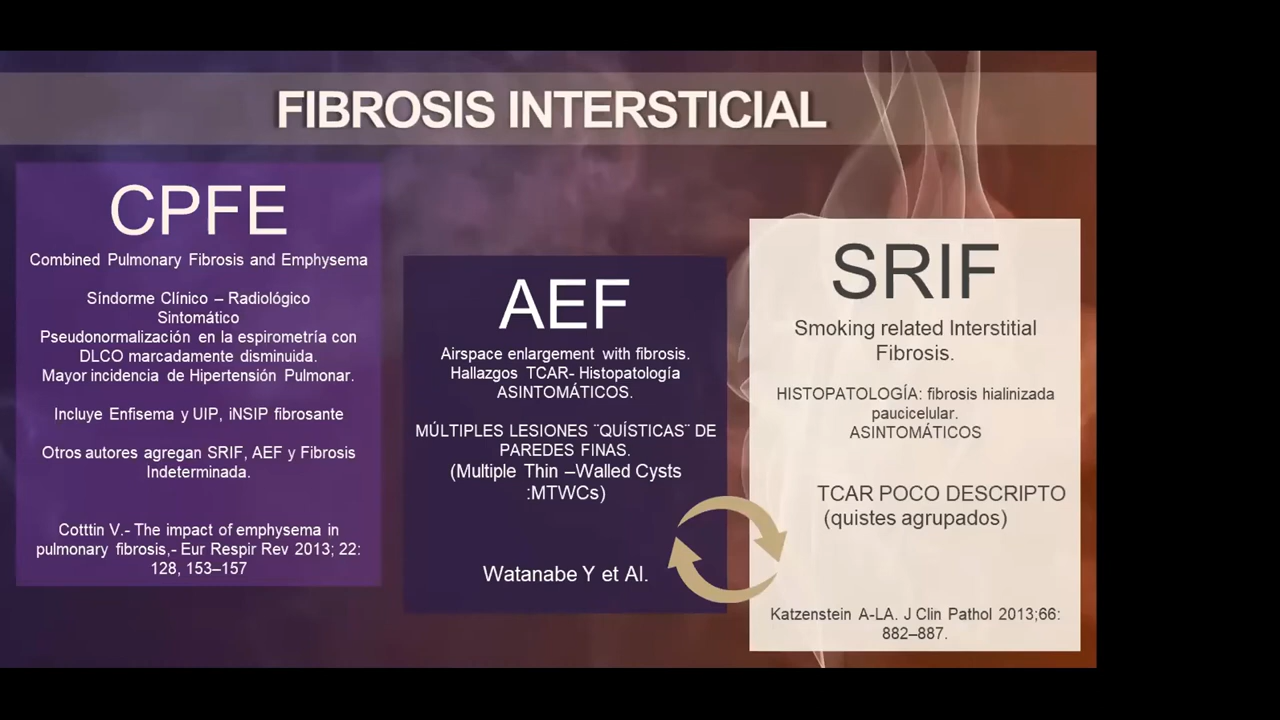 FIBROSIS INTERSTICIAL
CPFE
Combined Pulmonary Fibrosis and Emphysema
Síndorme Clínico – Radiológico
Sintomático
Pseudonormalización en la espirometría con
DLCO marcadamente disminuida.
Mayor incidencia de Hipertensión Pulmonar.
Incluye Enfisema y UIP, iNSIP fibrosante
Otros autores agregan SRIF, AEF y Fibrosis
Indeterminada.
Cotttin V.- The impact of emphysema in
pulmonary fibrosis,- Eur Respir Rev 2013; 22:
128, 153–157
AEF
Airspace enlargement with fibrosis.
Hallazgos TCAR- Histopatología
ASINTOMÁTICOS.
MÚLTIPLES LESIONES ¨QUÍSTICAS¨ DE
PAREDES FINAS.
(Multiple Thin –Walled Cysts
:MTWCs)
Watanabe Y et Al.
SRIF
Smoking related Interstitial
Fibrosis.
HISTOPATOLOGÍA: fibrosis hialinizada
paucicelular.
ASINTOMÁTICOS
TCAR POCO DESCRIPTO
(quistes agrupados)
Katzenstein A-LA. J Clin Pathol 2013;66:
882–887.